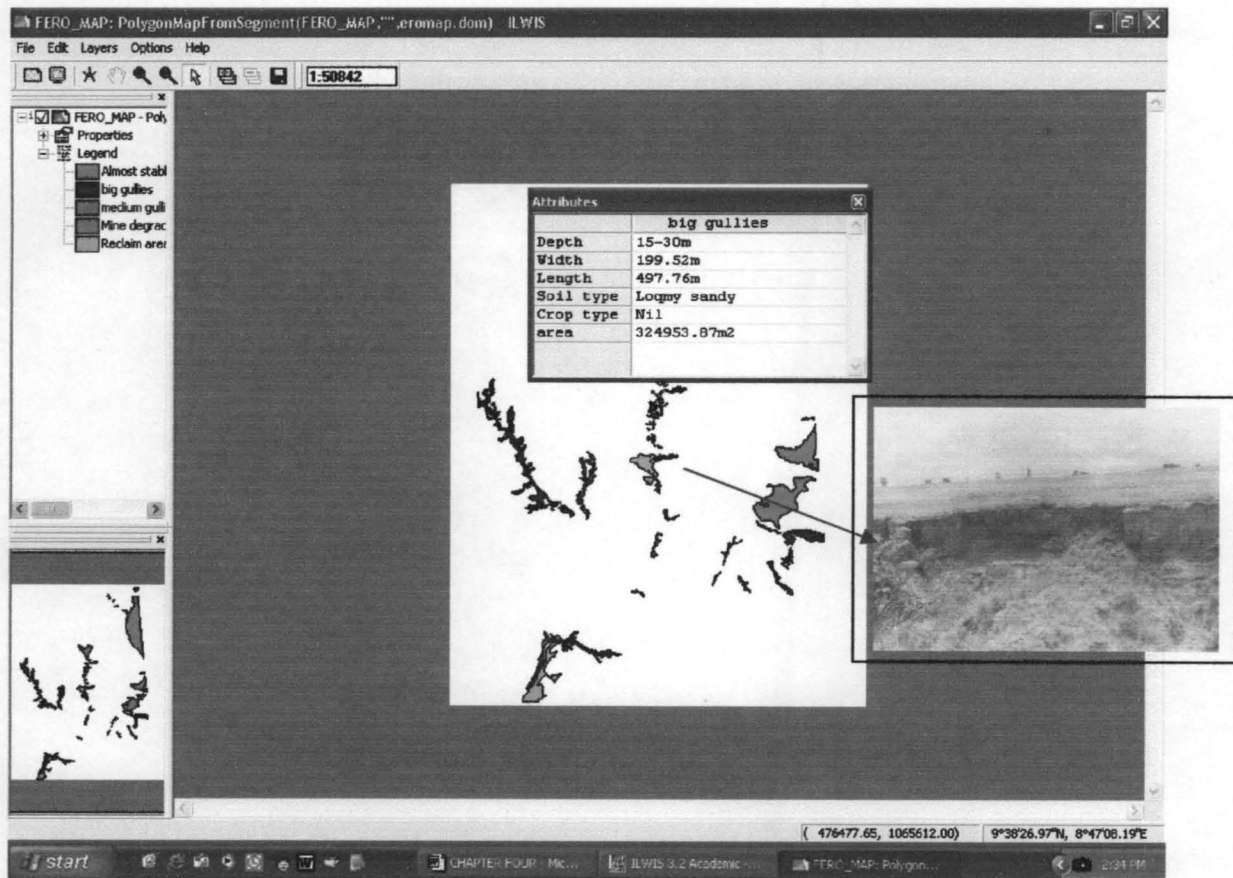 FERO_MAP: PolygonMapFromSegment(FERO_MAP,"",eromap.dom) ILWIS
File Edit Layers Options Help
1:50842
FERO_MAP - Poly
Properties
Legend
Almost stabl
big gullies
medium gulli
Mine degrac
Reclaim area
Attributes
big gullies
Depth 15-30m
Width 199.52m
Length 497.76m
Soil type Loqmy sandy
Crop type Nil
area 324953.87m2
( 476477.65, 1065612.00) 9°38'26.97"N, 8°47'08.19"E
start CHAPTER FOUR - Mic... ILWIS 3.2 Academic -... FERO_MAP: Polygon... 2:34 PM